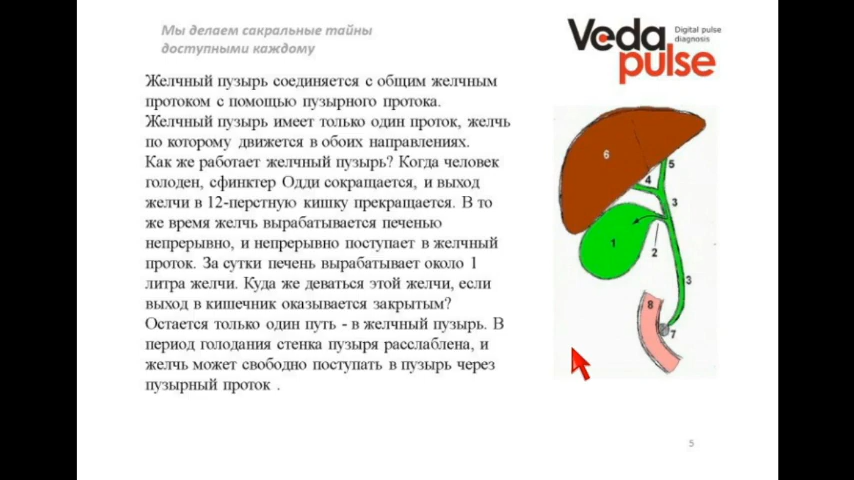 Мы делаем сакральные тайны
доступными каждому
Veda
pulse
Digital pulse
diagnosis
Желчный пузырь соединяется с общим желчным
протоком с помощью пузырного протока.
Желчный пузырь имеет только один проток, желчь
по которому движется в обоих направлениях.
Как же работает желчный пузырь? Когда человек
голоден, сфинктер Одди сокращается, и выход
желчи в 12-перстную кишку прекращается. В то
же время желчь вырабатывается печенью
непрерывно, и непрерывно поступает в желчный
проток. За сутки печень вырабатывает около 1
литра желчи. Куда же деваться этой желчи, если
выход в кишечник оказывается закрытым?
Остается только один путь - в желчный пузырь. В
период голодания стенка пузыря расслаблена, и
желчь может свободно поступать в пузырь через
пузырный проток .
6
5
4
3
1
2
3
8
7
5